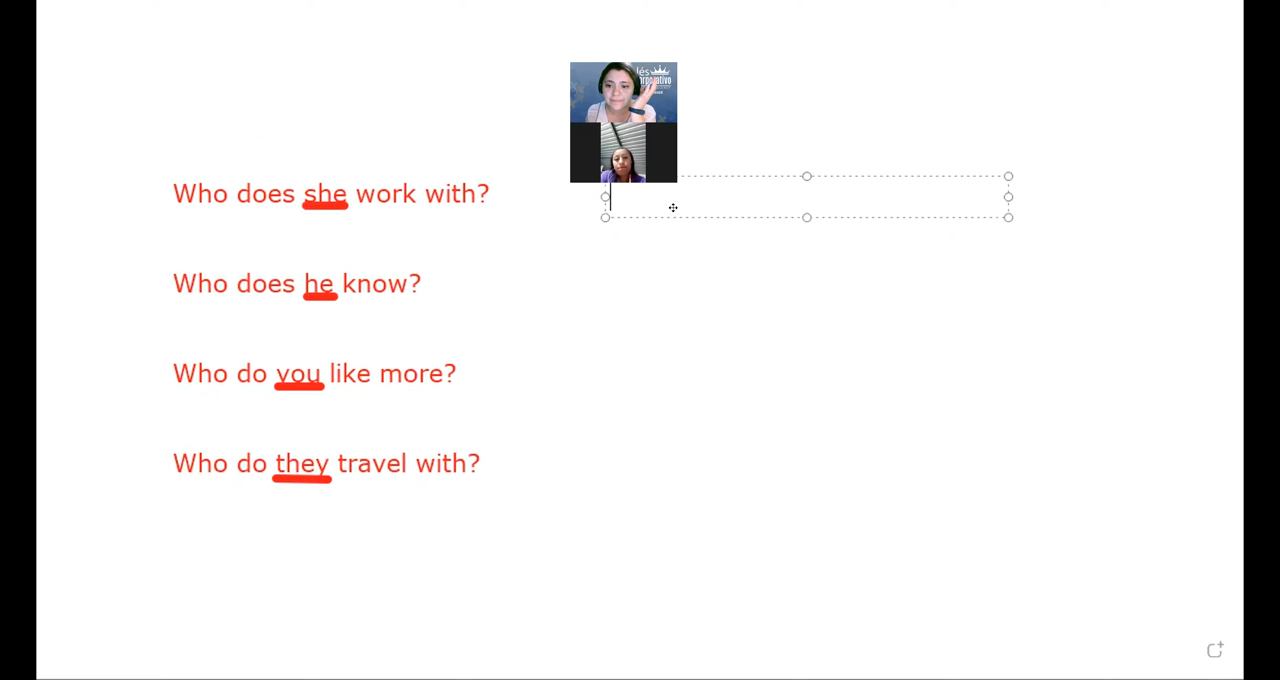 Who does she work with?
Who does he know?
Who do you like more?
Who do they travel with?